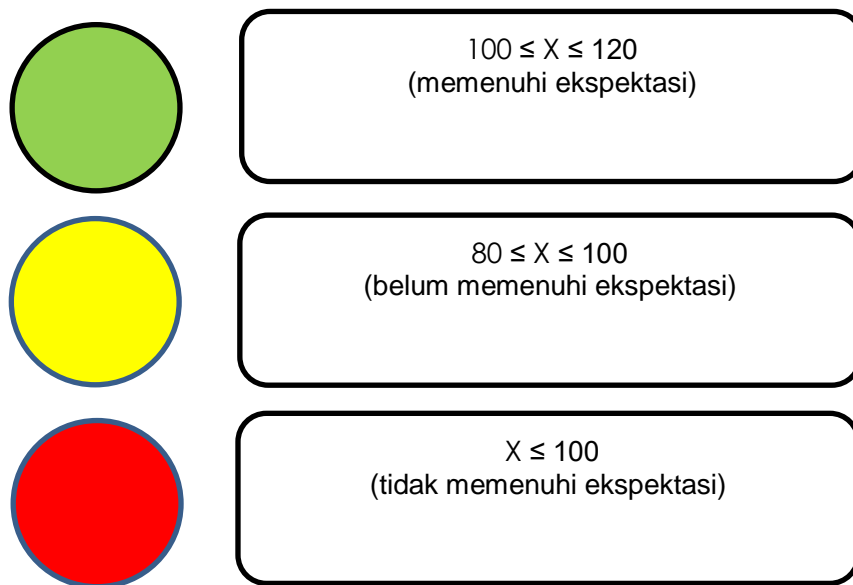 100 ≤ X ≤ 120
(memenuhi ekspektasi)
80 ≤ X ≤ 100
(belum memenuhi ekspektasi)
X ≤ 100
(tidak memenuhi ekspektasi)